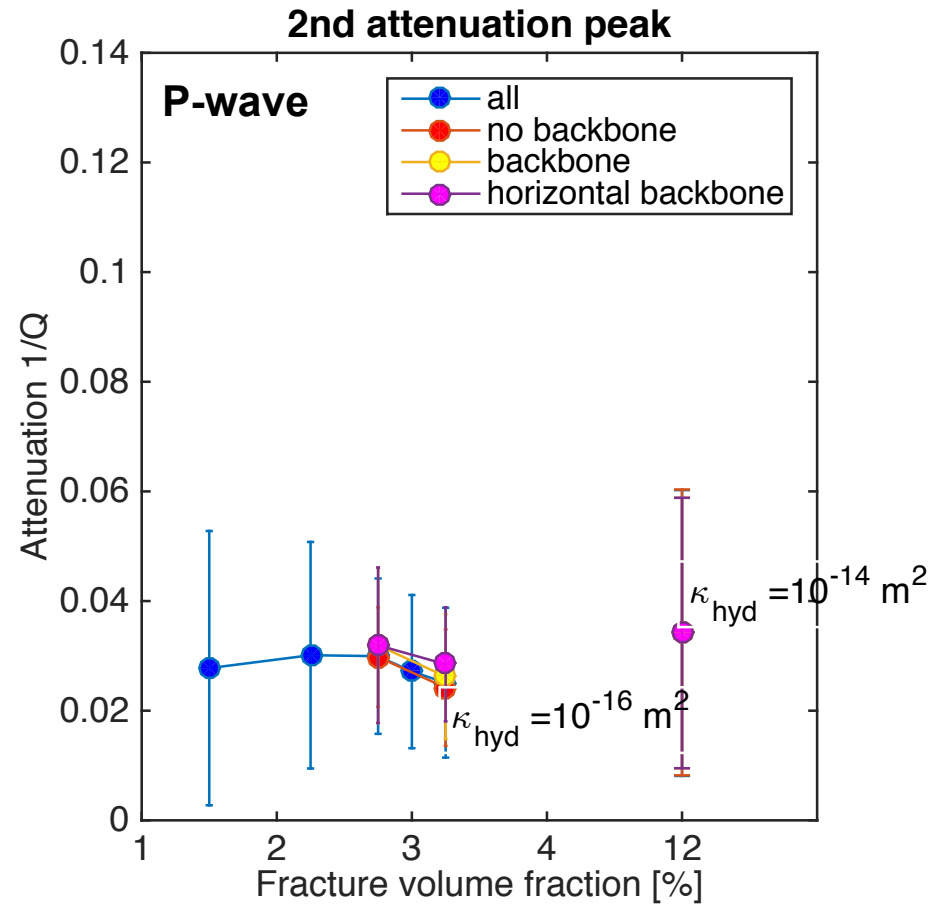 2nd attenuation peak
P-wave
all
no backbone
backbone
horizontal backbone
Attenuation 1/Q
0.14
0.12
0.1
0.08
0.06
0.04
0.02
0
κhyd =10-14 m2
κhyd =10-16 m2
1 2 3 4 12
Fracture volume fraction [%]